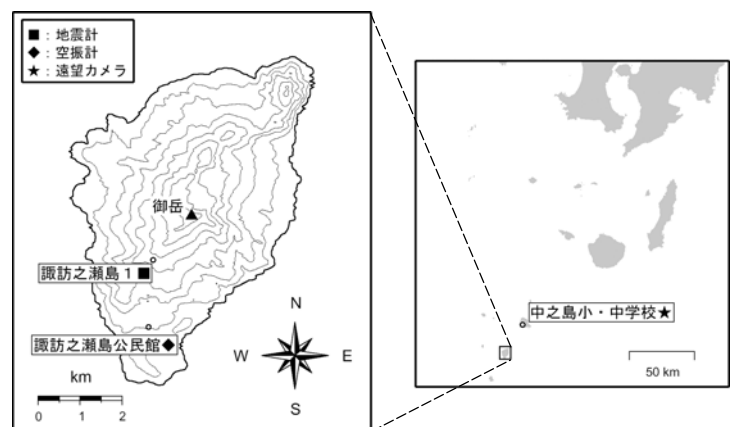 ■：地震計
◆：空振計
★：遠望カメラ
御岳
諏訪之瀬島１■
諏訪之瀬島公民館◆
N
W
E
S
km
0 1 2
中之島小・中学校★
50 km